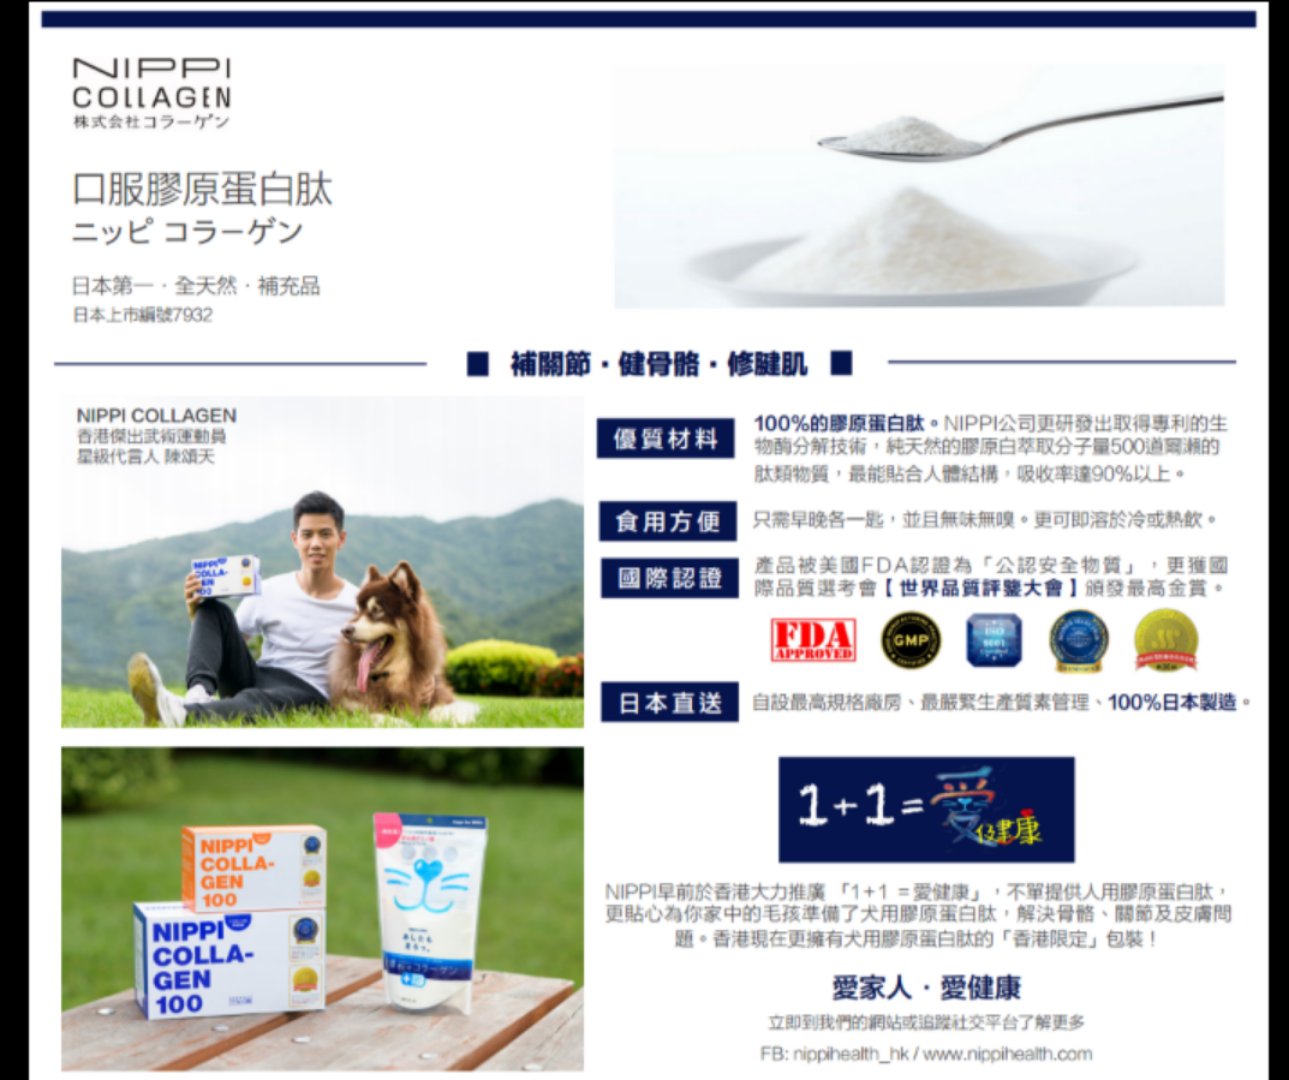 NIPPI
COLLAGEN
株式会社コラーゲン
口服膠原蛋白肽
ニッピ コラーゲン
日本第一・全天然・補充品
日本上市編號7932
補關節・健骨骼・修腱肌
NIPPI COLLAGEN
香港傑出武術運動員
星級代言人 陳頌天
NIPPI
COLLA-
GEN
100
優質材料
100%的膠原蛋白肽。NIPPI公司更研發出取得專利的生
物酶分解技術，純天然的膠原白萃取分子量500道爾瀨的
肽類物質，最能貼合人體結構，吸收率達90%以上。
食用方便
只需早晚各一匙，並且無味無嗅。更可即溶於冷或熱飲。
國際認證
產品被美國FDA認證為「公認安全物質」，更獲國
際品質選考會【世界品質評鑒大會】頒發最高金賞。
FDA
APPROVED
GMP
ISO
9001
日本直送
自設最高規格廠房、最嚴緊生產質素管理、100%日本製造。
NIPPI
COLLA-
GEN
100
NIPPI
COLLA-
GEN
100
1+1=愛健康
NIPPI早前於香港大力推廣 「1+1 =愛健康」，不單提供人用膠原蛋白肽，
更貼心為你家中的毛孩準備了犬用膠原蛋白肽，解決骨骼、關節及皮膚問
題。香港現在更擁有犬用膠原蛋白肽的「香港限定」包裝！
愛家人・愛健康
立即到我們的網站或追蹤社交平台了解更多
FB: nippihealth_hk / www.nippihealth.com